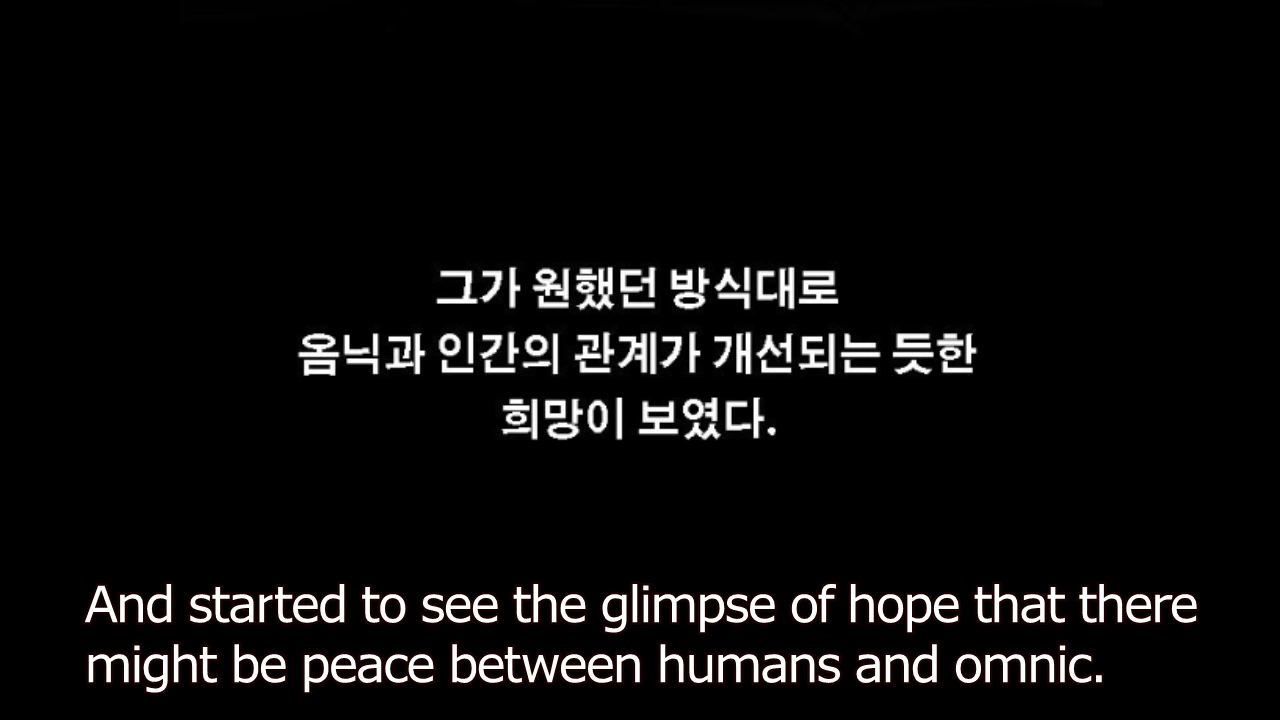 그가 원했던 방식대로
옴닉과 인간의 관계가 개선되는 듯한
희망이 보였다.
And started to see the glimpse of hope that there
might be peace between humans and omnic.